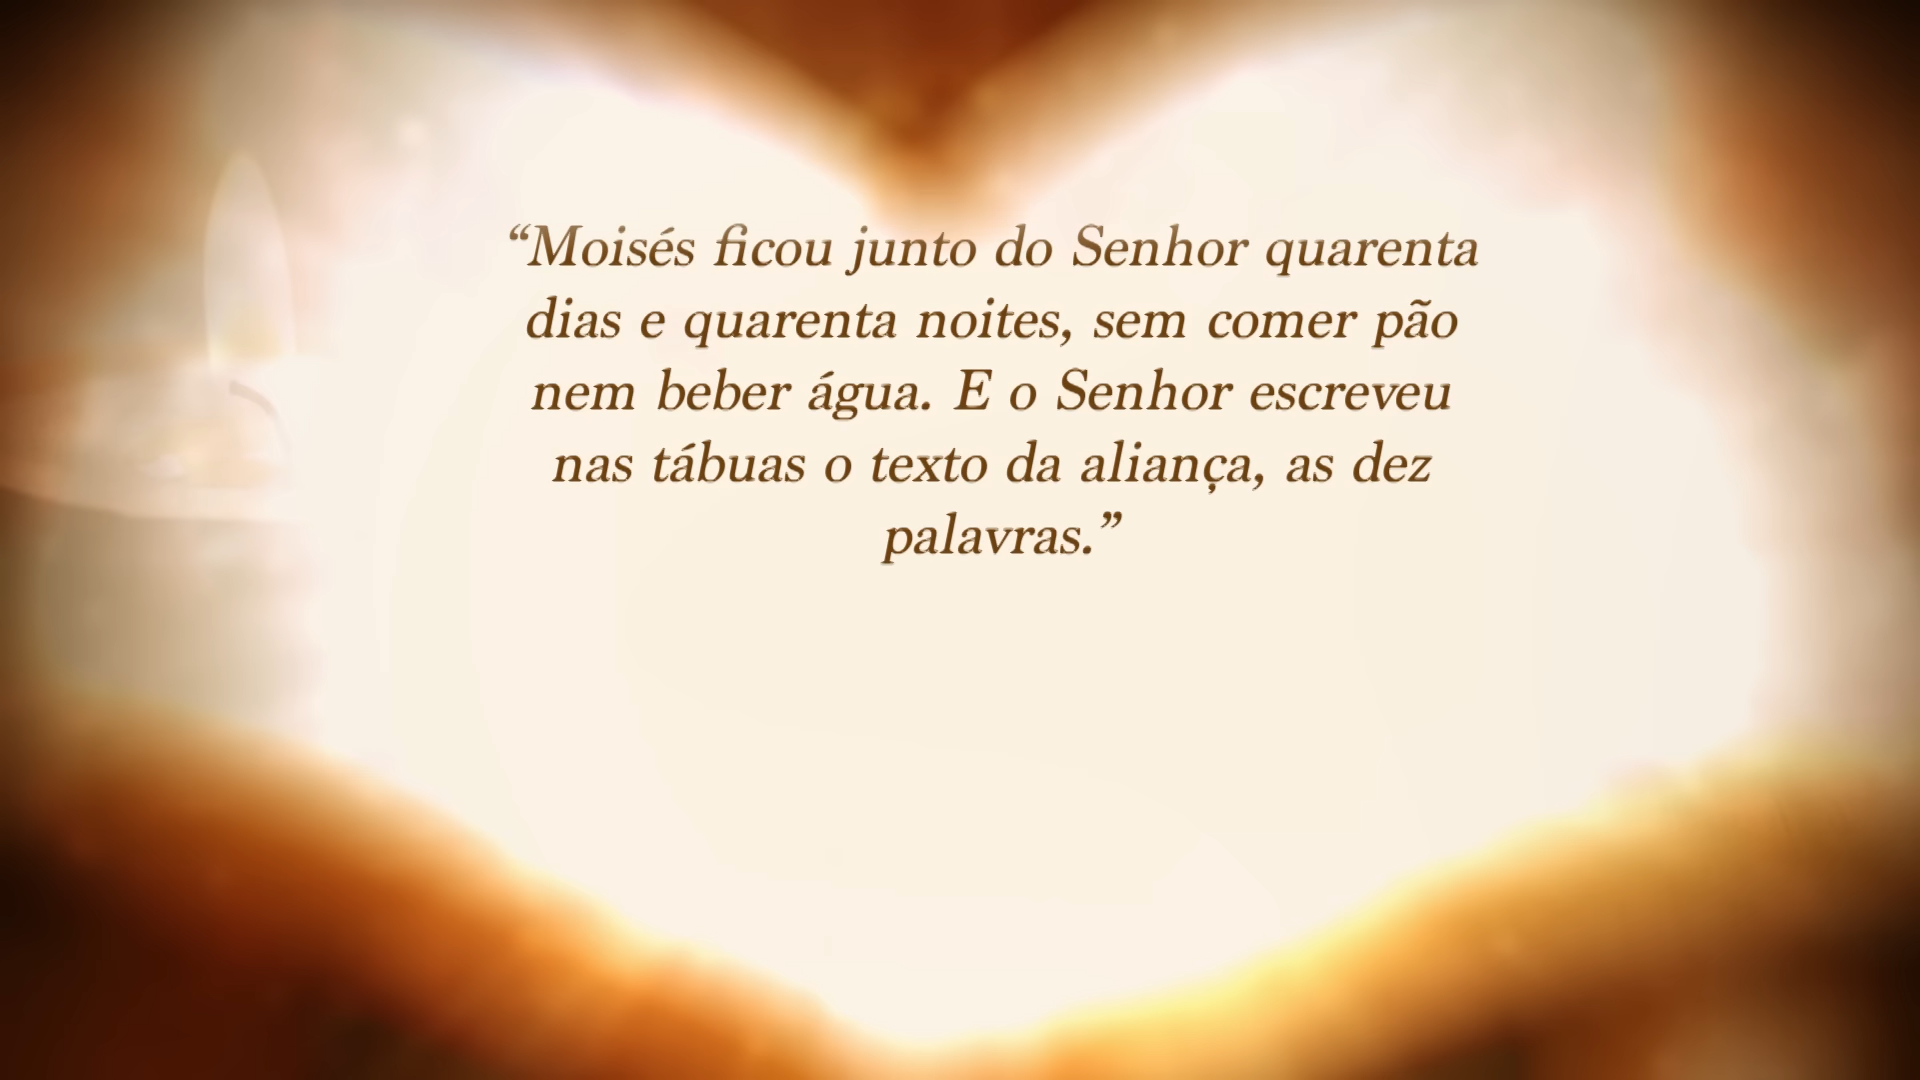 “Moisés ficou junto do Senhor quarenta
dias e quarenta noites, sem comer pão
nem beber água. E o Senhor escreveu
nas tábuas o texto da aliança, as dez
palavras.”